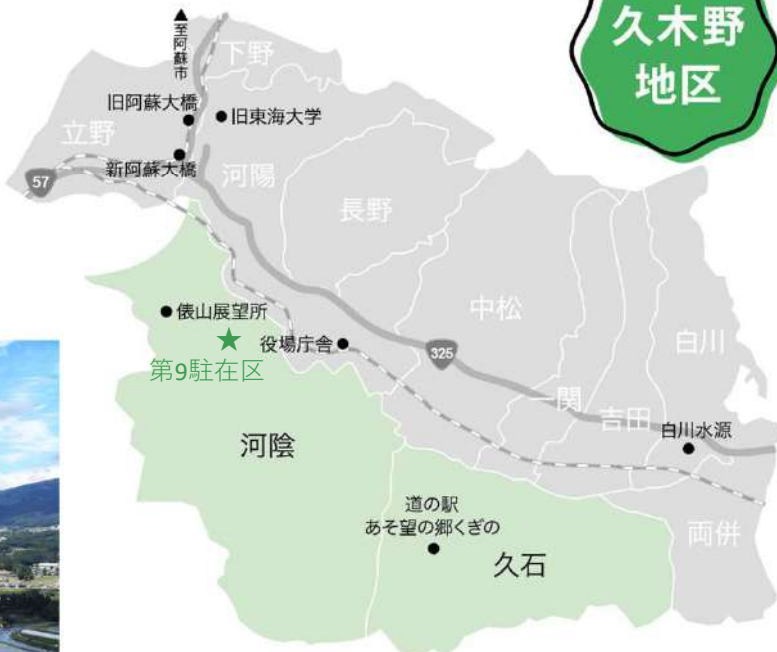 久木野
地区
▲至阿蘇市
下野
旧阿蘇大橋
旧東海大学
立野
新阿蘇大橋
57
河陽
長野
中松
俵山展望所
★
役場庁舎
325
白川
第9駐在区
一関
吉田
白川水源
河陰
道の駅
あそ望の郷くぎの
両併
久石